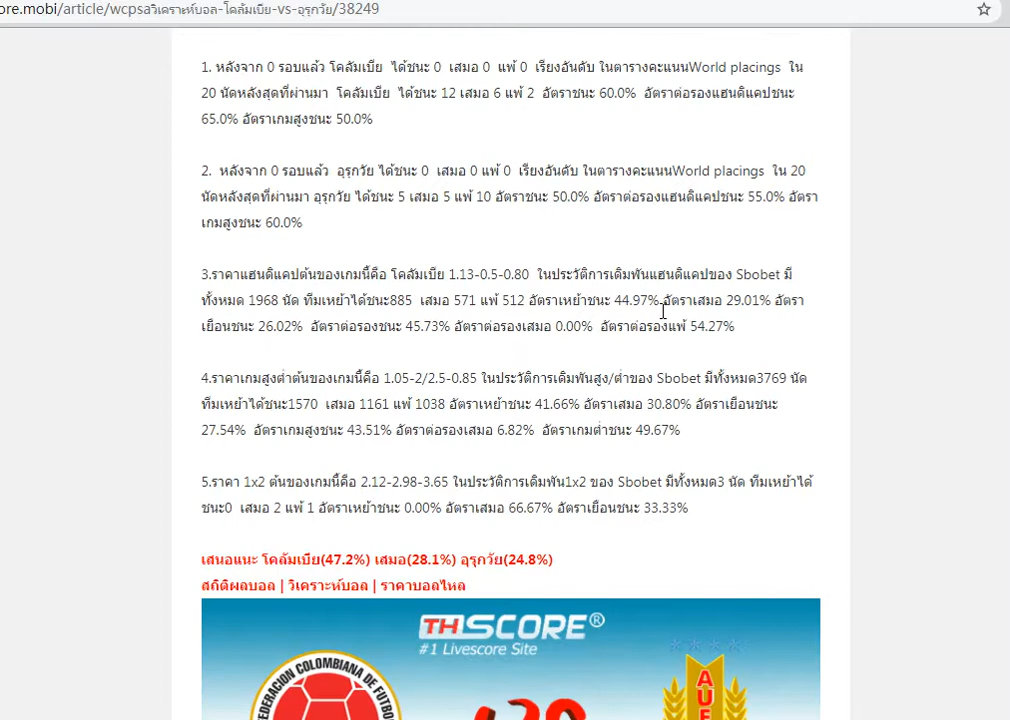 ore.mobi/article/wcpsaวิเคราะห์บอล-โคลัมเบีย-vs-อุรุกวัย/38249
1. หลังจาก 0 รอบแล้ว โคลัมเบีย ได้ชนะ 0 เสมอ 0 แพ้ 0 เรียงอันดับ ในตารางคะแนนWorld placings ใน
20 นัดหลังสุดที่ผ่านมา โคลัมเบีย ได้ชนะ 12 เสมอ 6 แพ้ 2 อัตราชนะ 60.0% อัตราต่อรองแฮนดิแคปชนะ
65.0% อัตราเกมสูงชนะ 50.0%
2. หลังจาก 0 รอบแล้ว อุรุกวัย ได้ชนะ 0 เสมอ 0 แพ้ 0 เรียงอันดับ ในตารางคะแนนWorld placings ใน 20
นัดหลังสุดที่ผ่านมา อุรุกวัย ได้ชนะ 5 เสมอ 5 แพ้ 10 อัตราชนะ 50.0% อัตราต่อรองแฮนดิแคปชนะ 55.0% อัตรา
เกมสูงชนะ 60.0%
3.ราคาแฮนดิแคปต้นของเกมนี้คือ โคลัมเบีย 1.13-0.5-0.80 ในประวัติการเดิมพันแฮนดิแคปของ Sbobet มี
ทั้งหมด 1968 นัด ทีมเหย้าได้ชนะ885 เสมอ 571 แพ้ 512 อัตราเหย้าชนะ 44.97% อัตราเสมอ 29.01% อัตรา
เยือนชนะ 26.02% อัตราต่อรองชนะ 45.73% อัตราต่อรองเสมอ 0.00% อัตราต่อรองแพ้ 54.27%
4.ราคาเกมสูงต่ำต้นของเกมนี้คือ 1.05-2/2.5-0.85 ในประวัติการเดิมพันสูง/ต่ำของ Sbobet มีทั้งหมด3769 นัด
ทีมเหย้าได้ชนะ1570 เสมอ 1161 แพ้ 1038 อัตราเหย้าชนะ 41.66% อัตราเสมอ 30.80% อัตราเยือนชนะ
27.54% อัตราเกมสูงชนะ 43.51% อัตราต่อรองเสมอ 6.82% อัตราเกมต่ำชนะ 49.67%
5.ราคา 1x2 ต้นของเกมนี้คือ 2.12-2.98-3.65 ในประวัติการเดิมพัน1x2 ของ Sbobet มีทั้งหมด3 นัด ทีมเหย้าได้
ชนะ0 เสมอ 2 แพ้ 1 อัตราเหย้าชนะ 0.00% อัตราเสมอ 66.67% อัตราเยือนชนะ 33.33%
เสนอแนะ โคลัมเบีย(47.2%) เสมอ(28.1%) อุรุกวัย(24.8%)
สถิติผลบอล | วิเคราะห์บอล | ราคาบอลไหล
THSCORE®
#1 Livescore Site
FEDERACION COLOMBIANA DE FUTB
AUF